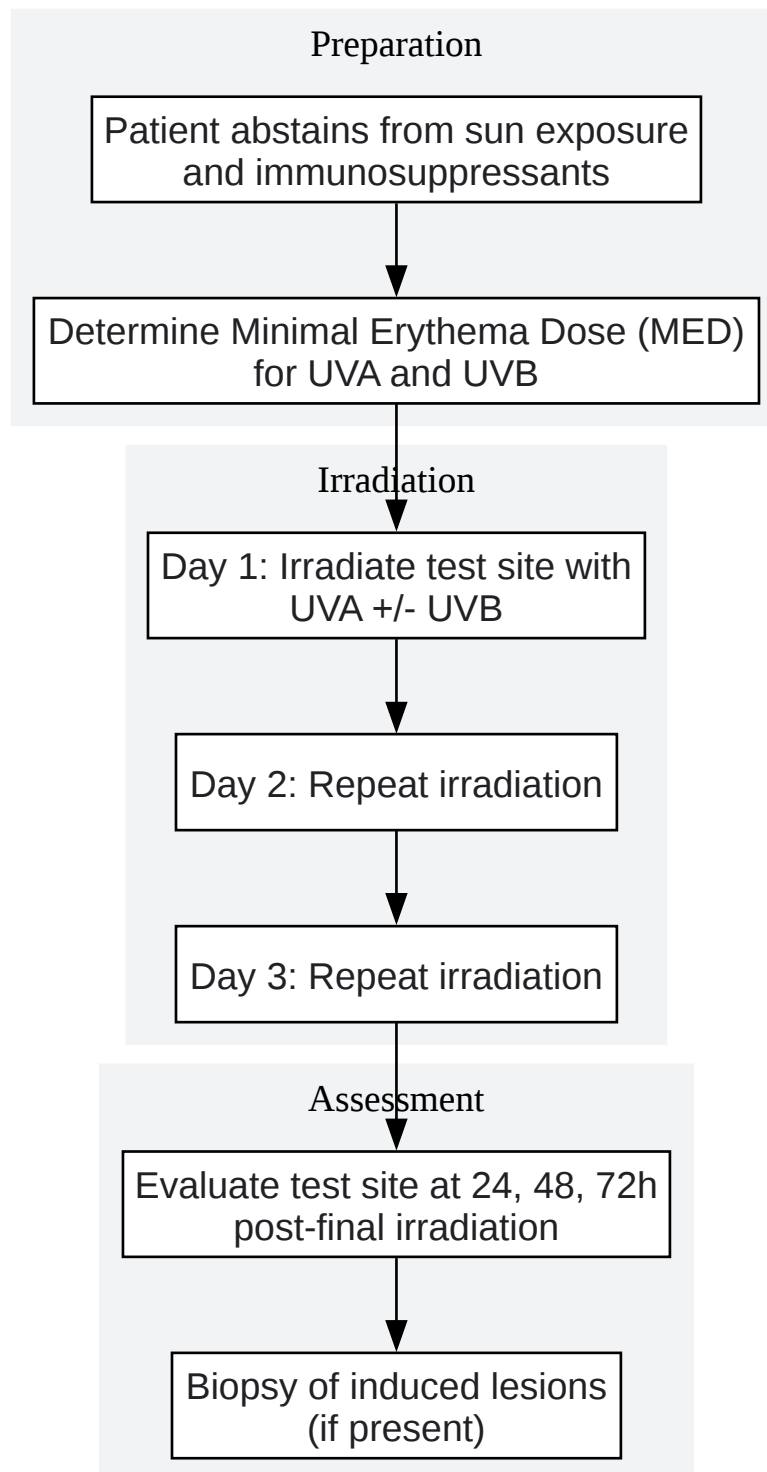 Preparation
Patient abstains from sun exposure
and immunosuppressants
Determine Minimal Erythema Dose (MED)
for UVA and UVB
Irradiation
Day 1: Irradiate test site with
UVA +/- UVB
Day 2: Repeat irradiation
Day 3: Repeat irradiation
Assessment
Evaluate test site at 24, 48, 72h
post-final irradiation
Biopsy of induced lesions
(if present)